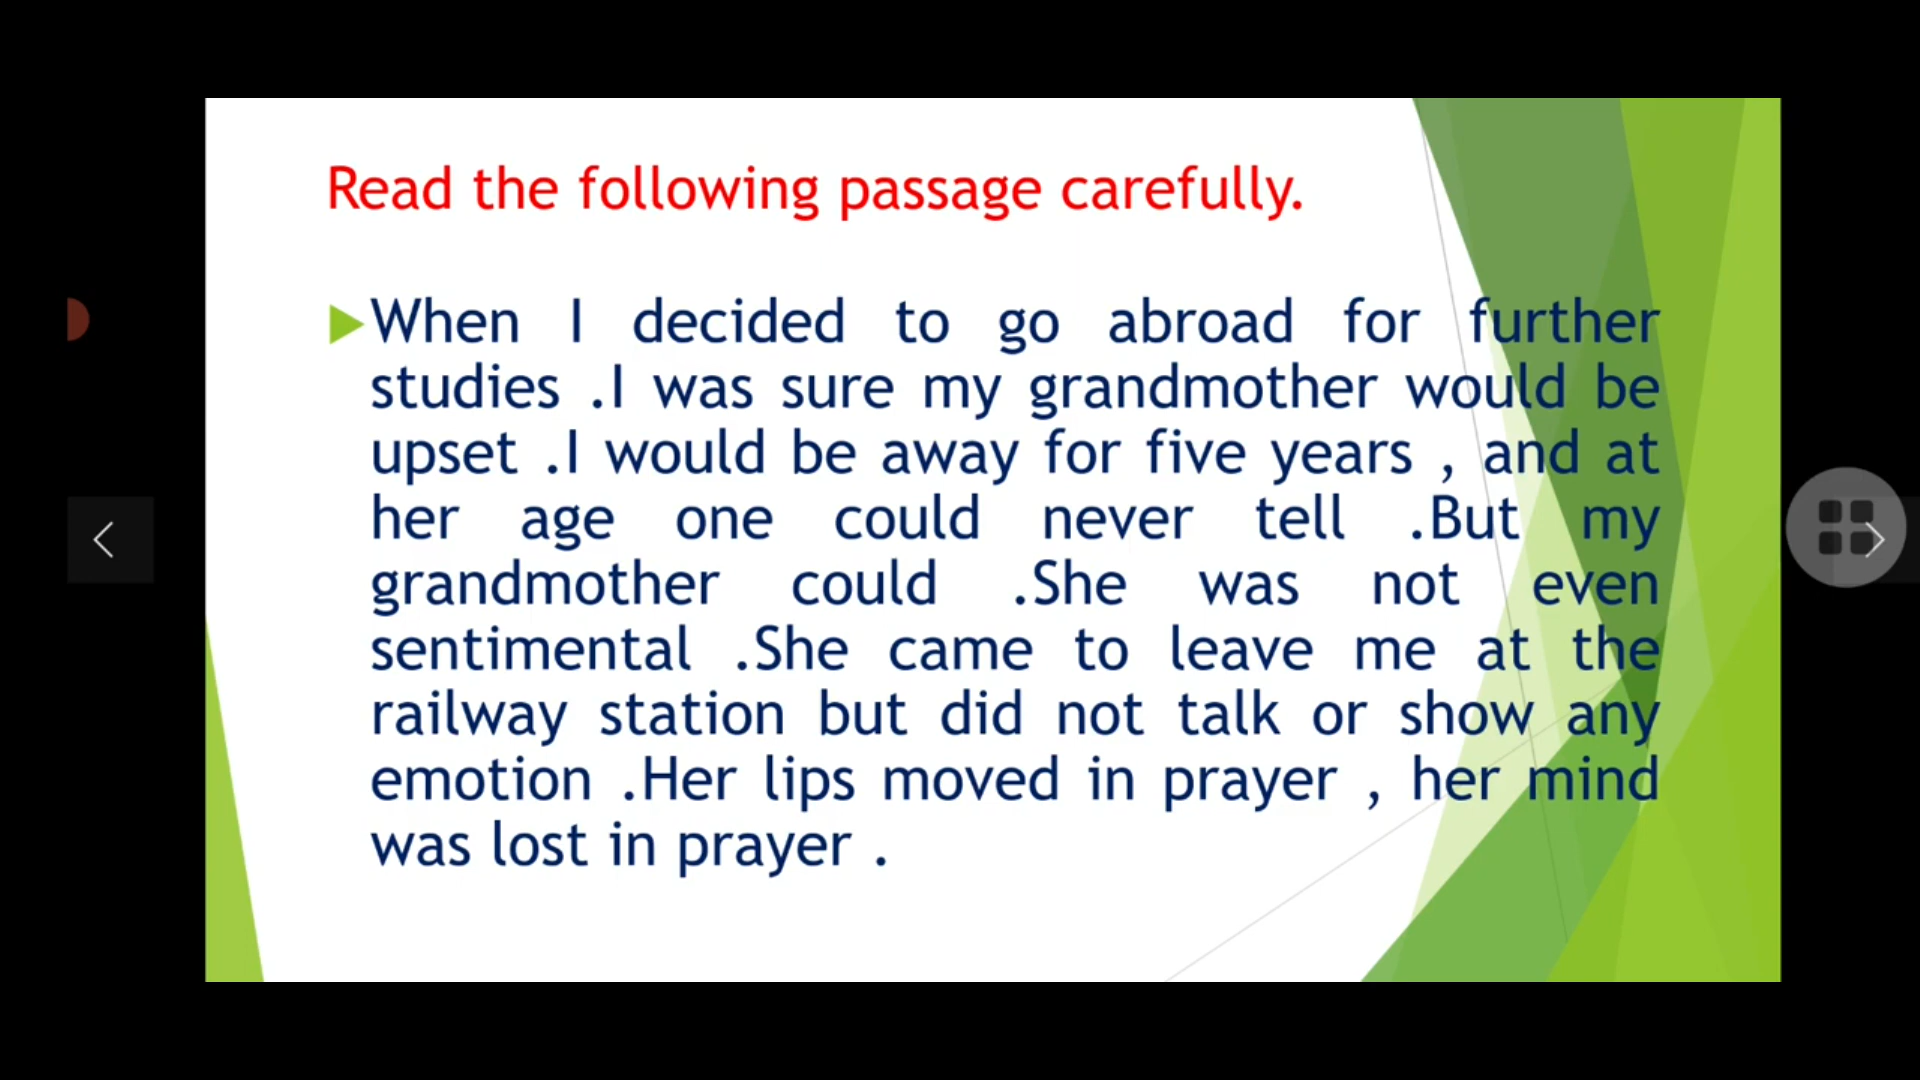 Read the following passage carefully.
When I decided to go abroad for further
studies .I was sure my grandmother would be
upset .I would be away for five years , and at
her age one could never tell .But my
grandmother could .She was not even
sentimental .She came to leave me at the
railway station but did not talk or show any
emotion .Her lips moved in prayer , her mind
was lost in prayer .